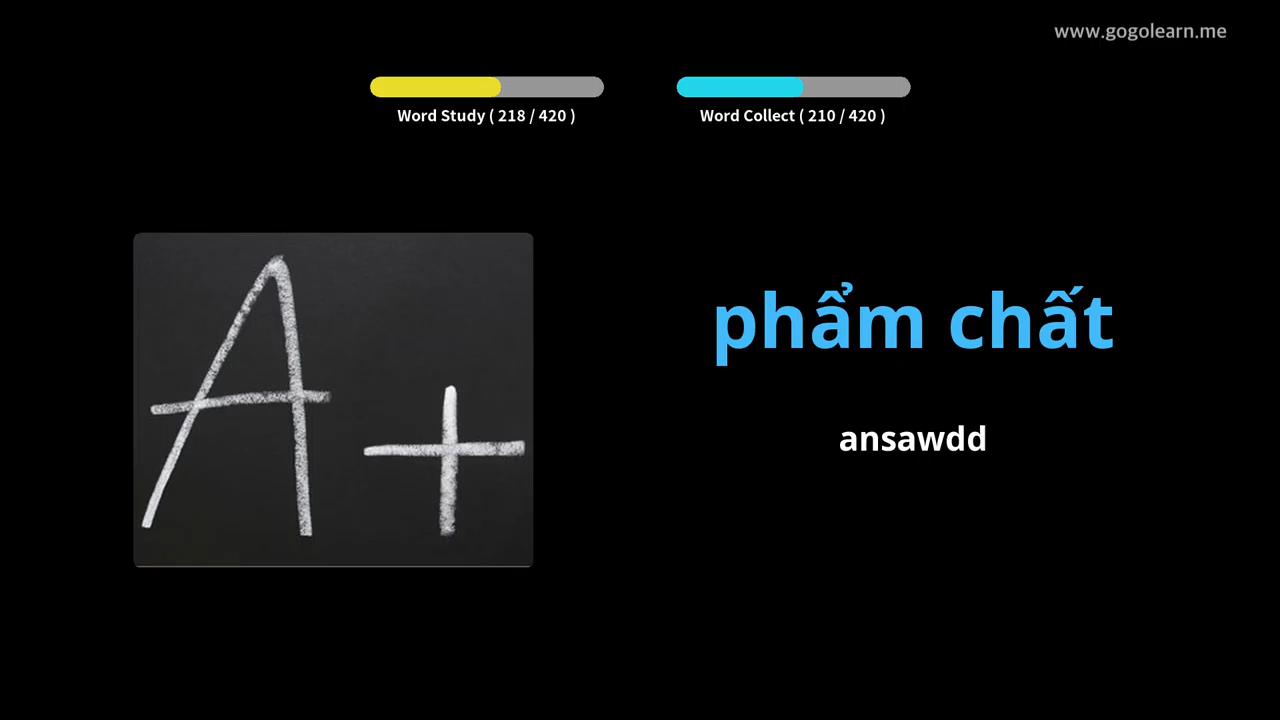 www.gogolearn.me
Word Study ( 218 / 420 )
Word Collect ( 210 / 420 )
A+
phẩm chất
ansawdd